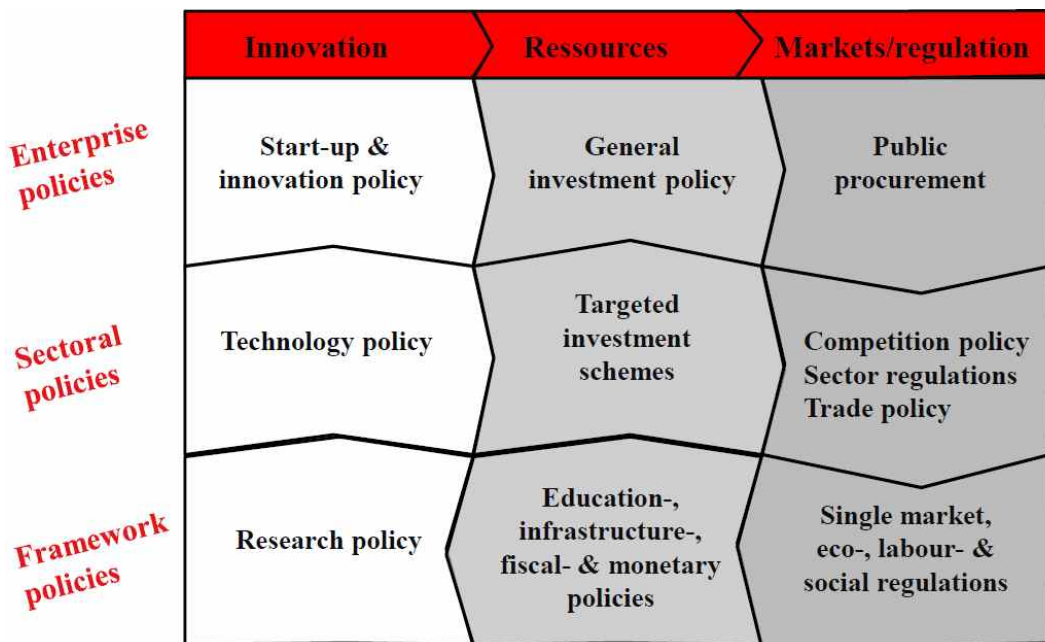 Innovation
Ressources
Markets/regulation
Enterprise
policies
Start-up &
innovation policy
General
investment policy
Public
procurement
Sectoral
policies
Technology policy
Targeted
investment
schemes
Competition policy
Sector regulations
Trade policy
Framework
policies
Research policy
Education-,
infrastructure-,
fiscal- & monetary
policies
Single market,
eco-, labour- &
social regulations